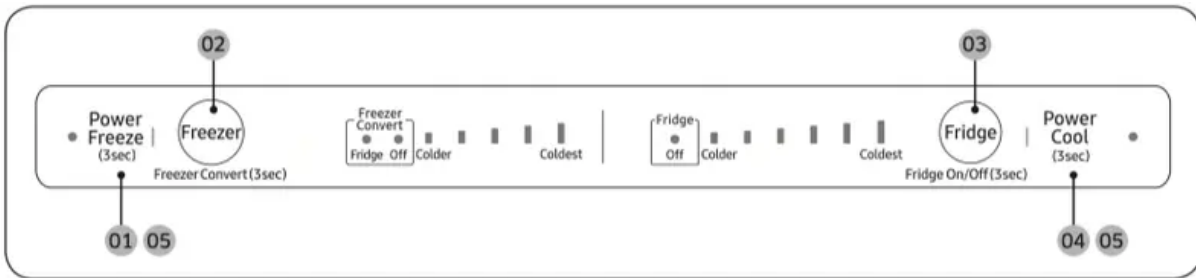 02
03
Power
Freeze
(3sec)
Freezer
Freezer Convert (3sec)
Freezer
Convert
Fridge Off Colder Coldest
Fridge
Off Colder Coldest
Fridge
Fridge On/Off (3sec)
Power
Cool
(3sec)
01 05
04 05